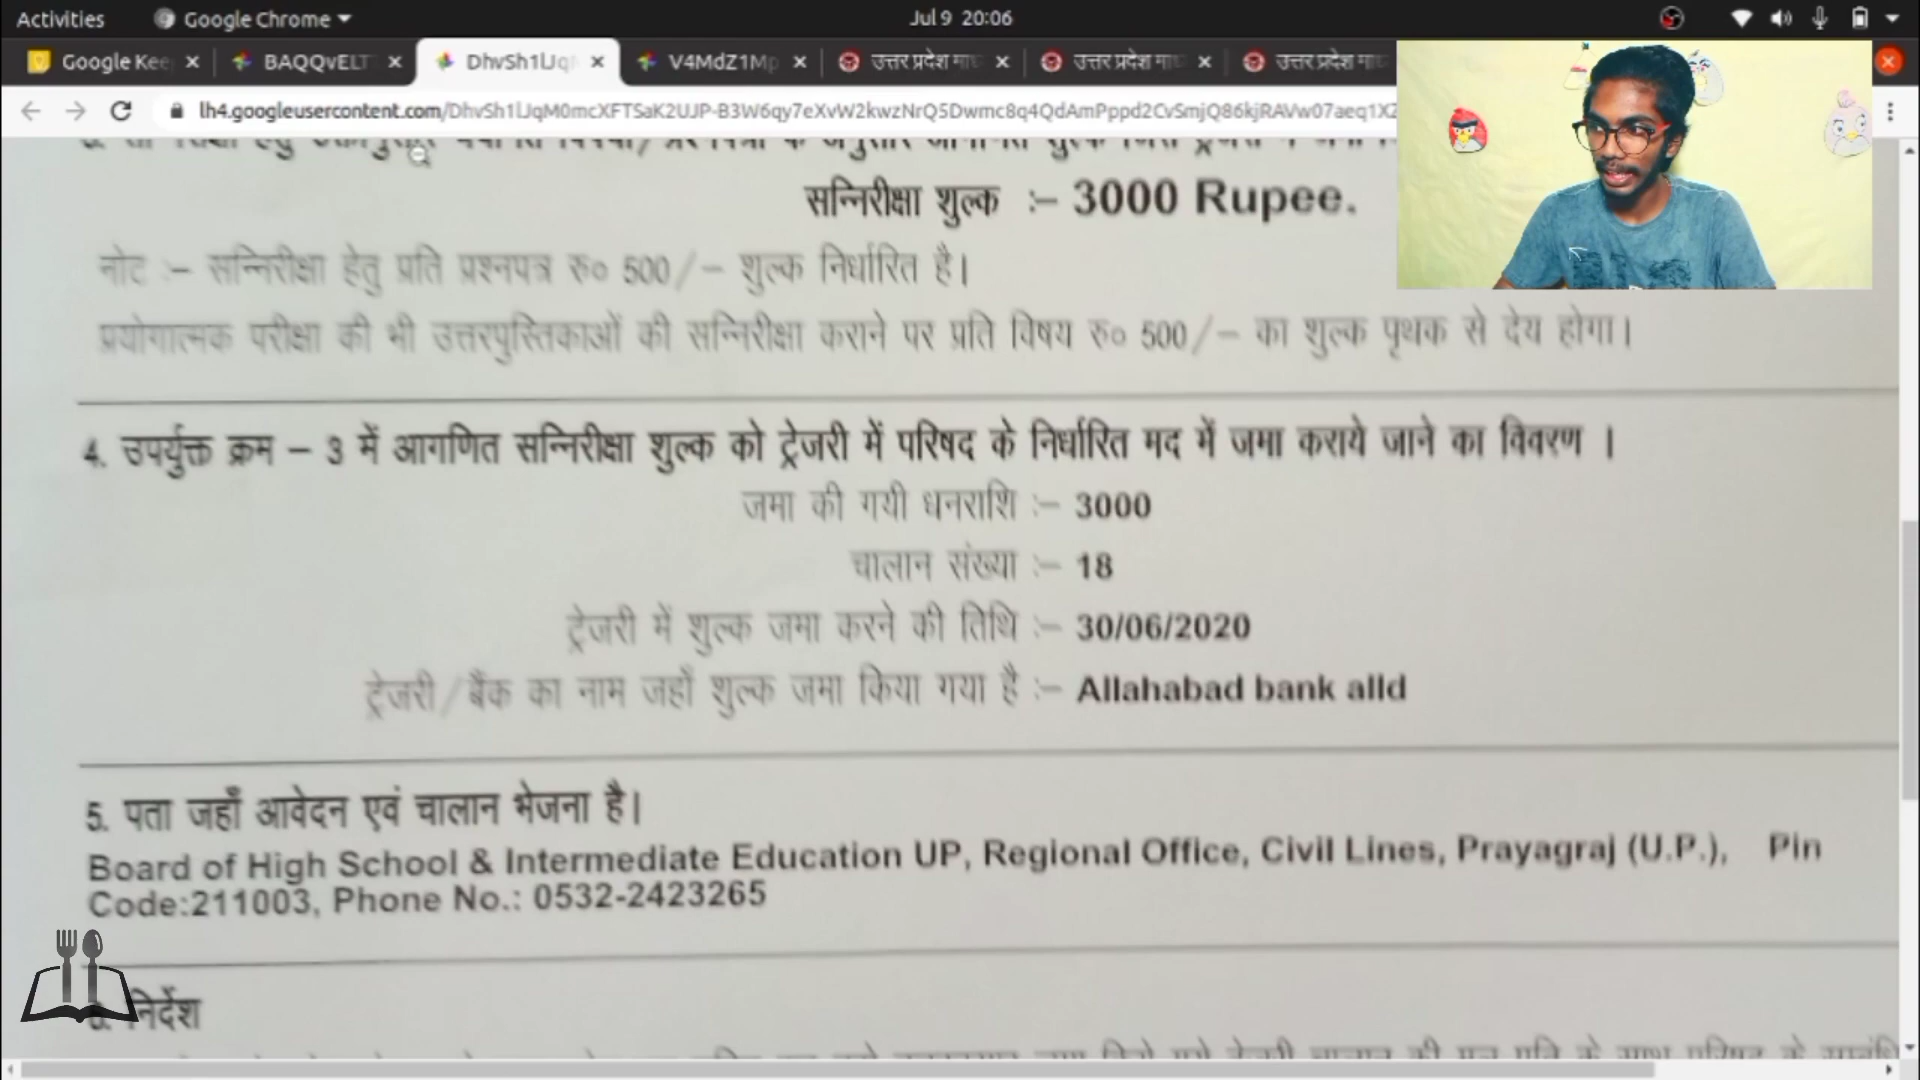 Activities Google Chrome Jul 9 20:06
Google Kee BAQQvELT DhvSh1lJq V4MdZ1Mp उत्तर प्रदेश मा उत्तर प्रदेश मा उत्तर प्रदेश मा
lh4.googleusercontent.com/DhvSh1lJqM0mcXFTSaK2UJP-B3W6qy7eXvW2kwzNrQ5Dwmc8q4QdAmPppd2CvSmjQ86kjRAVw07aeq1XZ
सन्निरीक्षा शुल्क :– 3000 Rupee.
नोट :– सन्निरीक्षा हेतु प्रति प्रश्नपत्र रु० 500/– शुल्क निर्धारित है।
प्रयोगात्मक परीक्षा की भी उत्तरपुस्तिकाओं की सन्निरीक्षा कराने पर प्रति विषय रु० 500/– का शुल्क पृथक से देय होगा।
4. उपर्युक्त क्रम – 3 में आगणित सन्निरीक्षा शुल्क को ट्रेजरी में परिषद के निर्धारित मद में जमा कराये जाने का विवरण ।
जमा की गयी धनराशि :– 3000
चालान संख्या :– 18
ट्रेजरी में शुल्क जमा करने की तिथि :– 30/06/2020
ट्रेजरी/बैंक का नाम जहाँ शुल्क जमा किया गया है :– Allahabad bank alld
5. पता जहाँ आवेदन एवं चालान भेजना है।
Board of High School & Intermediate Education UP, Regional Office, Civil Lines, Prayagraj (U.P.), Pin
Code:211003, Phone No.: 0532-2423265
6. निर्देश